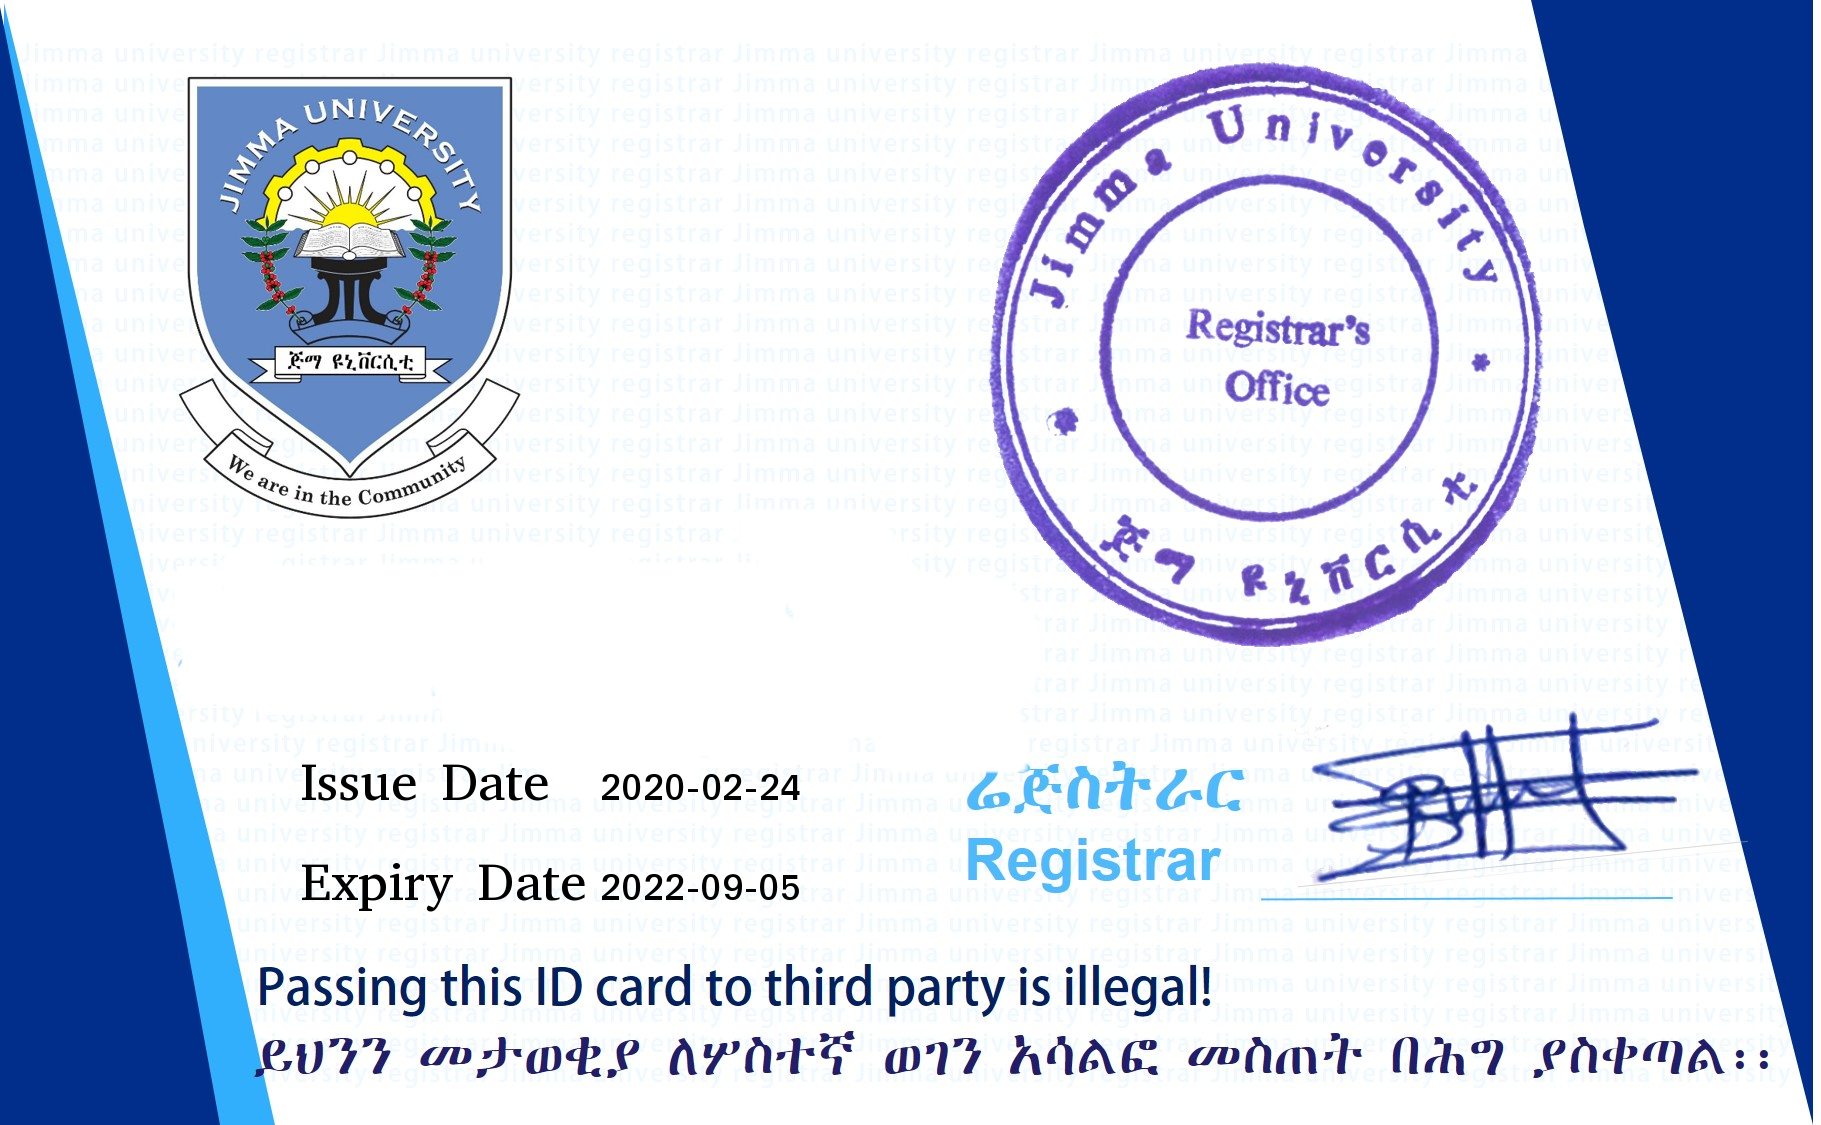 JIMMA UNIVERSITY
ጅማ ዩኒቨርሲቲ
We are in the Community
Jimma University
Registrar's
Office
ጅማ ዩኒቨርሲቲ
Issue Date 2020-02-24
ሬጅስትራር
Registrar
Expiry Date 2022-09-05
Passing this ID card to third party is illegal!
ይህንን መታወቂያ ለሦስተኛ ወገን አሳልፎ መስጠት በሕግ ያስቀጣል፡፡